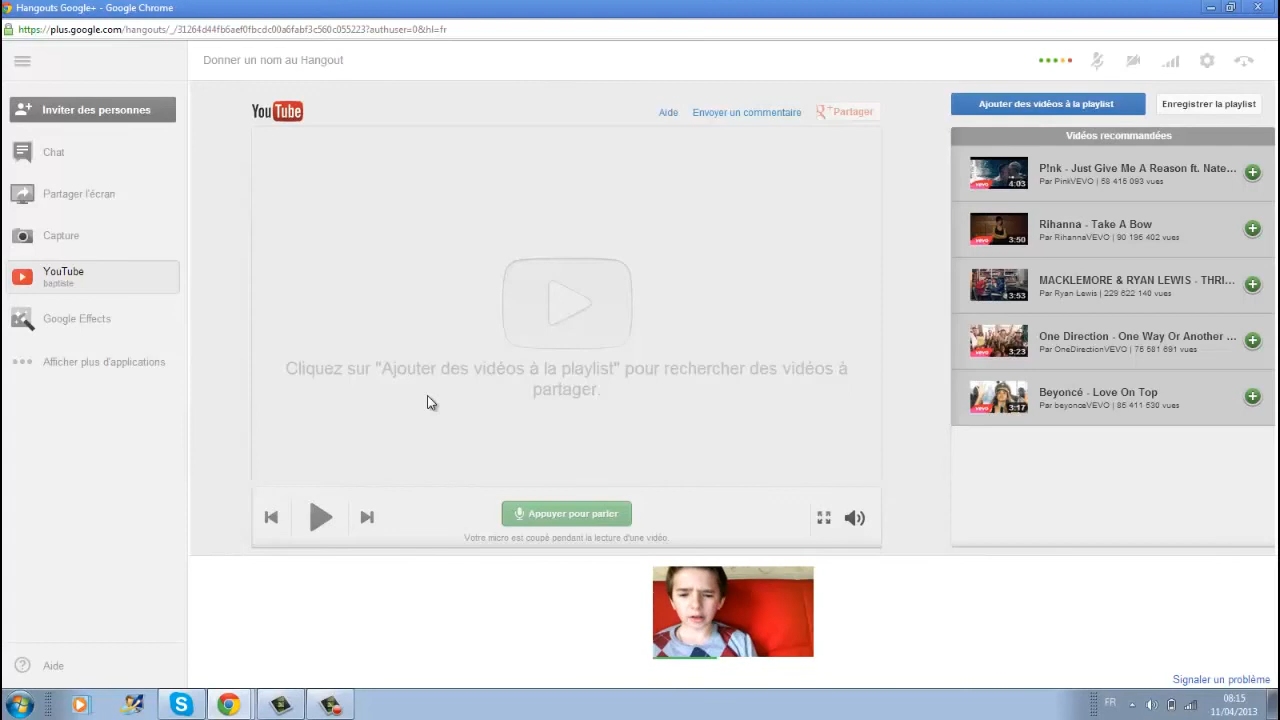 Hangouts Google+ - Google Chrome
https://plus.google.com/hangouts/_/31264d44fb6aef0fbcdc00a6fabf3c560c055223?authuser=0&hl=fr
Donner un nom au Hangout
Inviter des personnes
Chat
Partager l'écran
Capture
YouTube
baptiste
Google Effects
Afficher plus d'applications
Aide
YouTube
Aide
Envoyer un commentaire
Partager
Cliquez sur "Ajouter des vidéos à la playlist" pour rechercher des vidéos à
partager.
Appuyer pour parler
Votre micro est coupé pendant la lecture d'une vidéo.
Ajouter des vidéos à la playlist
Enregistrer la playlist
Vidéos recommandées
P!nk - Just Give Me A Reason ft. Nate...
Par PinkVEVO | 58 415 093 vues
4:03
Rihanna - Take A Bow
Par RihannaVEVO | 90 196 402 vues
3:50
MACKLEMORE & RYAN LEWIS - THRI...
Par Ryan Lewis | 229 622 140 vues
3:53
One Direction - One Way Or Another ...
Par OneDirectionVEVO | 76 581 691 vues
3:23
Beyoncé - Love On Top
Par beyonceVEVO | 85 411 530 vues
3:17
Signaler un problème
FR
08:15
11/04/2013